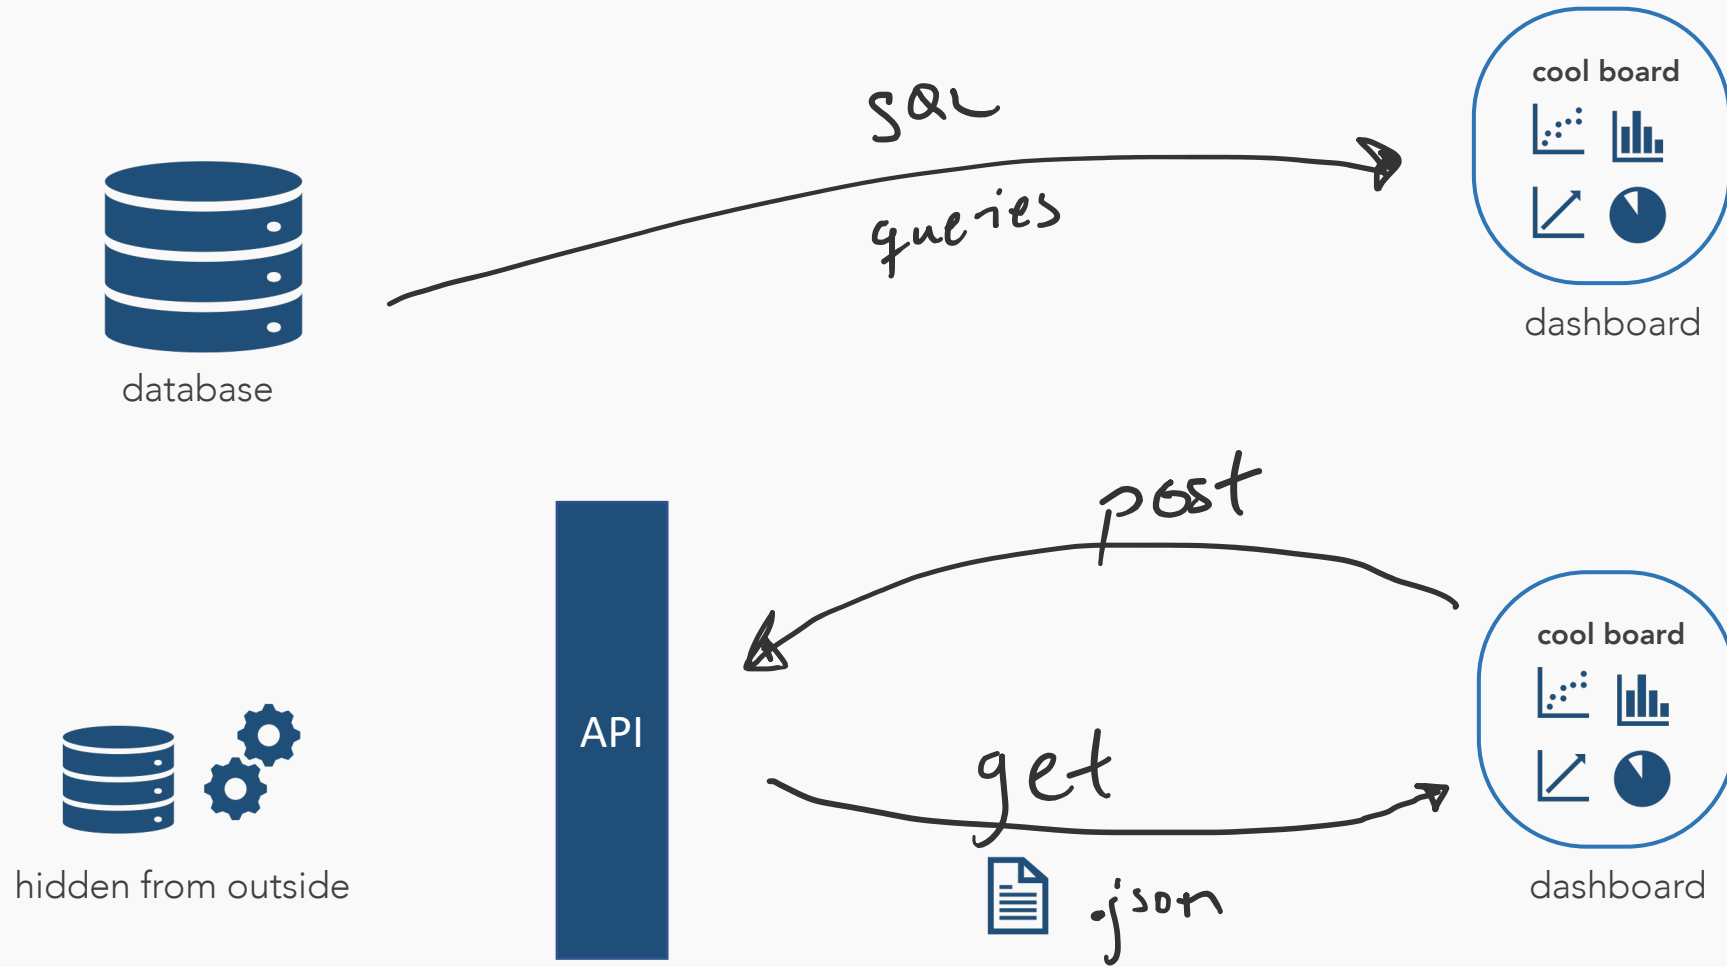 SQL
queries
cool board
dashboard
database
post
API
get
.json
cool board
dashboard
hidden from outside